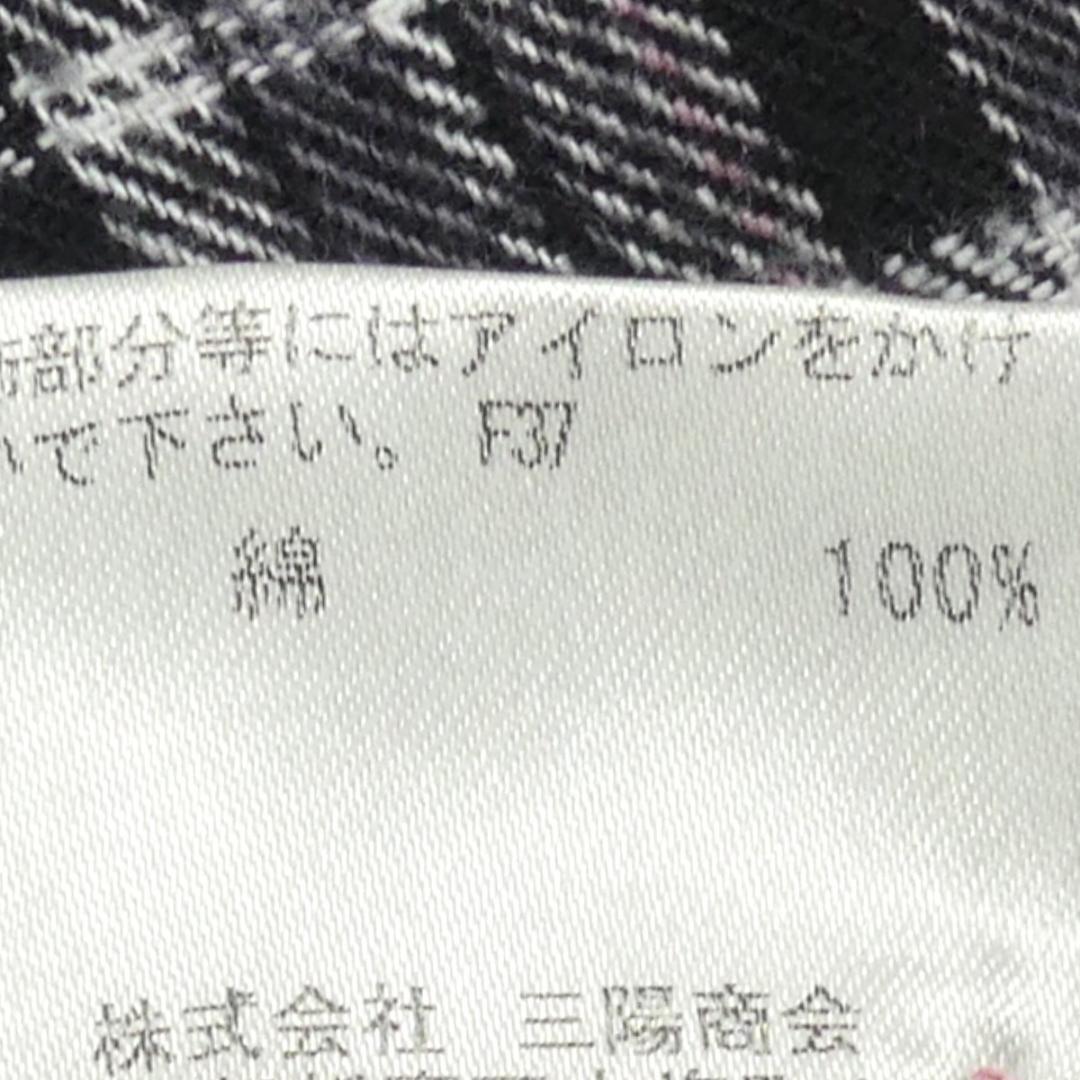 部分等にはアイロンをかけ
いで下さい。 F37
綿 100%
株式会社 三陽商会